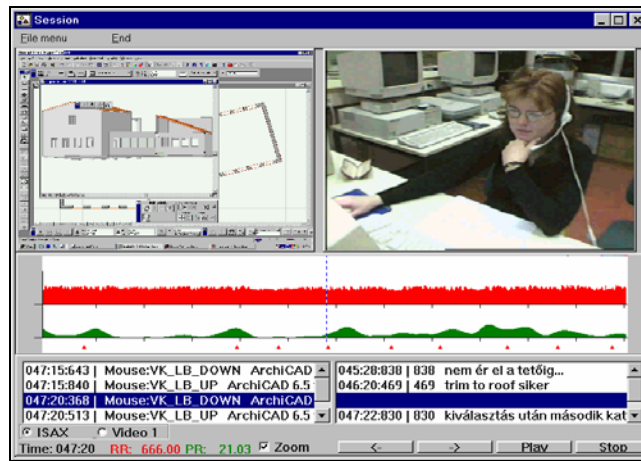 Session
File menu End
047:15:643 | Mouse:VK_LB_DOWN ArchiCAD
047:15:840 | Mouse:VK_LB_UP ArchiCAD 6.5
047:20:368 | Mouse:VK_LB_DOWN ArchiCAD
047:20:513 | Mouse:VK_LB_UP ArchiCAD 6.5
045:28:838 | 838 nem ér el a tetőig...
046:20:469 | 469 trim to roof siker
047:22:830 | 830 kiválasztás után második kat
ISAX Video 1
Time: 047:20 RR: 666.00 PR: 21.03 Zoom <- -> Play Stop